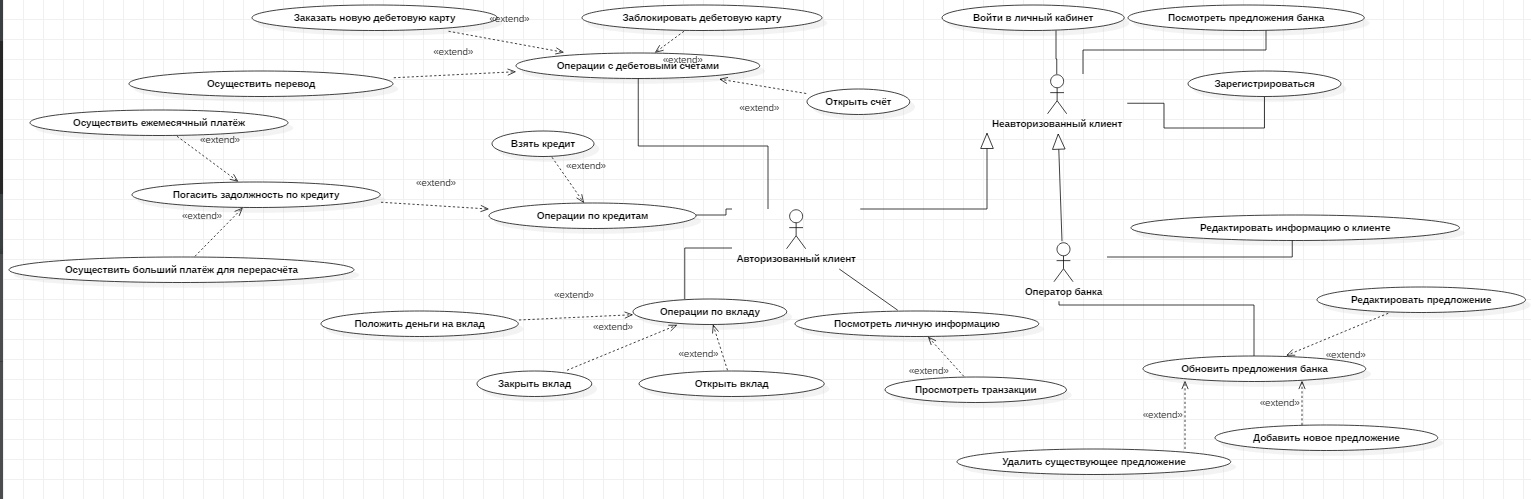 Заказать новую дебетовую карту
«extend»
Заблокировать дебетовую карту
Войти в личный кабинет
Посмотреть предложения банка
«extend»
«extend»
Операции с дебетовыми счетами
Осуществить перевод
Зарегистрироваться
«extend»
Открыть счёт
Осуществить ежемесячный платёж
Неавторизованный клиент
«extend»
Взять кредит
«extend»
«extend»
Погасить задолжность по кредиту
«extend»
Операции по кредитам
Редактировать информацию о клиенте
Авторизованный клиент
Осуществить больший платёж для перерасчёта
Оператор банка
«extend»
Редактировать предложение
Операции по вкладу
Положить деньги на вклад
«extend»
Посмотреть личную информацию
«extend»
«extend»
«extend»
Обновить предложения банка
Закрыть вклад
Открыть вклад
Просмотреть транзакции
«extend»
«extend»
Добавить новое предложение
Удалить существующее предложение